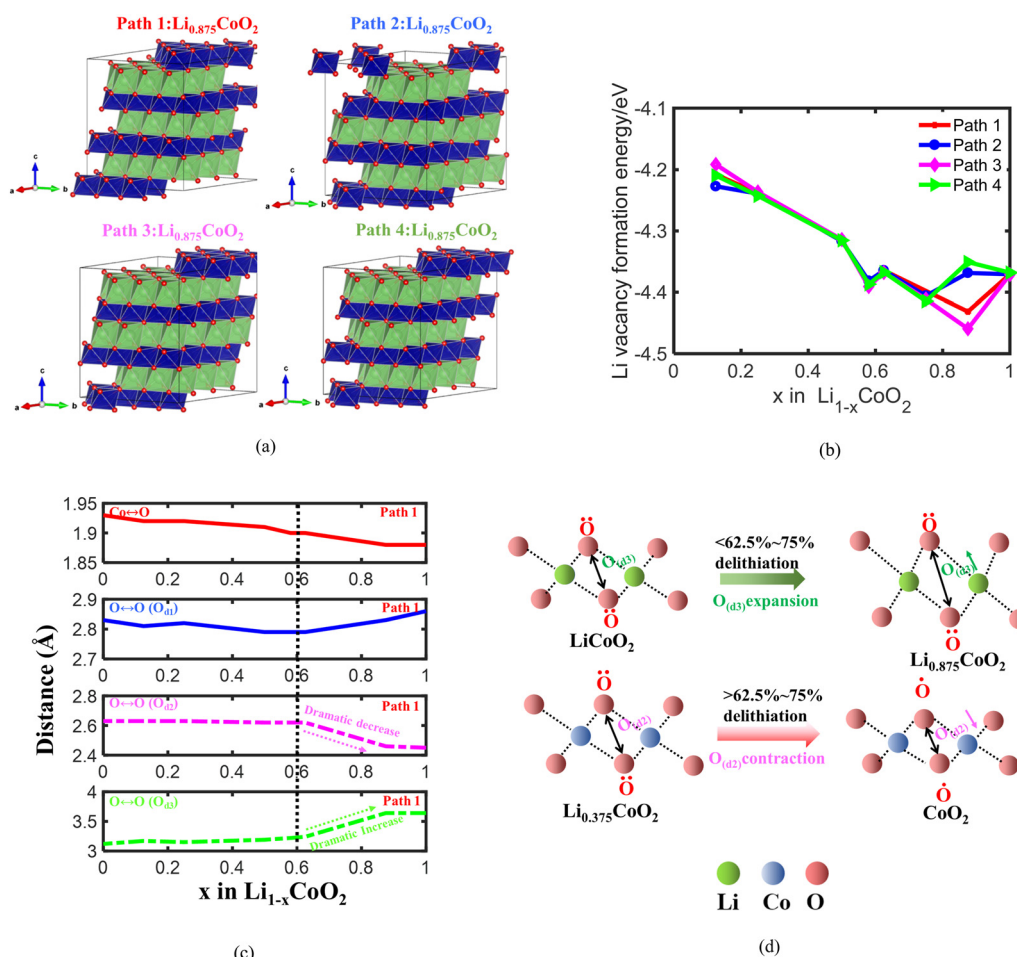 Path 1:Li0.875CoO2
Path 2:Li0.875CoO2
c
a
b
c
a
b
Path 3:Li0.875CoO2
Path 4:Li0.875CoO2
c
a
b
c
a
b
(a)
Li vacancy formation energy/eV
-4.1
-4.2
-4.3
-4.4
-4.5
Path 1
Path 2
Path 3
Path 4
0 0.2 0.4 0.6 0.8 1
x in Li1-xCoO2
(b)
Distance (Å)
1.95
1.9
1.85
Co↔O
Path 1
0 0.2 0.4 0.6 0.8 1
2.9
2.8
2.7
O↔O (Od1)
Path 1
0 0.2 0.4 0.6 0.8 1
2.8
2.6
2.4
O↔O (Od2)
Path 1
Dramatic decrease
0 0.2 0.4 0.6 0.8 1
4
3.5
3
O↔O (Od3)
Path 1
Dramatic Increase
0 0.2 0.4 0.6 0.8 1
x in Li1-xCoO2
(c)
Ö
O(d3)
Ö
LiCoO2
<62.5%~75%
delithiation
O(d3)expansion
Ö
O(d3)
Ö
Li0.875CoO2
Ö
O(d2)
Ö
Li0.375CoO2
>62.5%~75%
delithiation
O(d2)contraction
Ȯ
O(d2)
Ȯ
CoO2
Li Co O
(d)